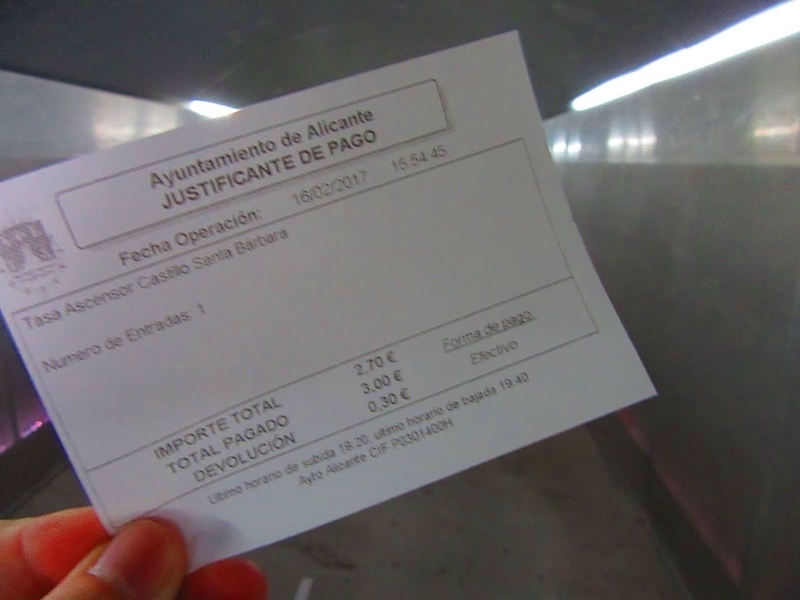 Ayuntamiento de Alicante
JUSTIFICANTE DE PAGO
Fecha Operación: 16/02/2017 15:54:45
Tasa Ascensor Castillo Santa Bárbara
Numero de Entradas: 1
IMPORTE TOTAL 2,70 € Forma de pago:
TOTAL PAGADO 3,00 € Efectivo
DEVOLUCIÓN 0,30 €
Ultimo horario de subida 19:20, ultimo horario de bajada 19:40
Ayto Alicante CIF P0301400H